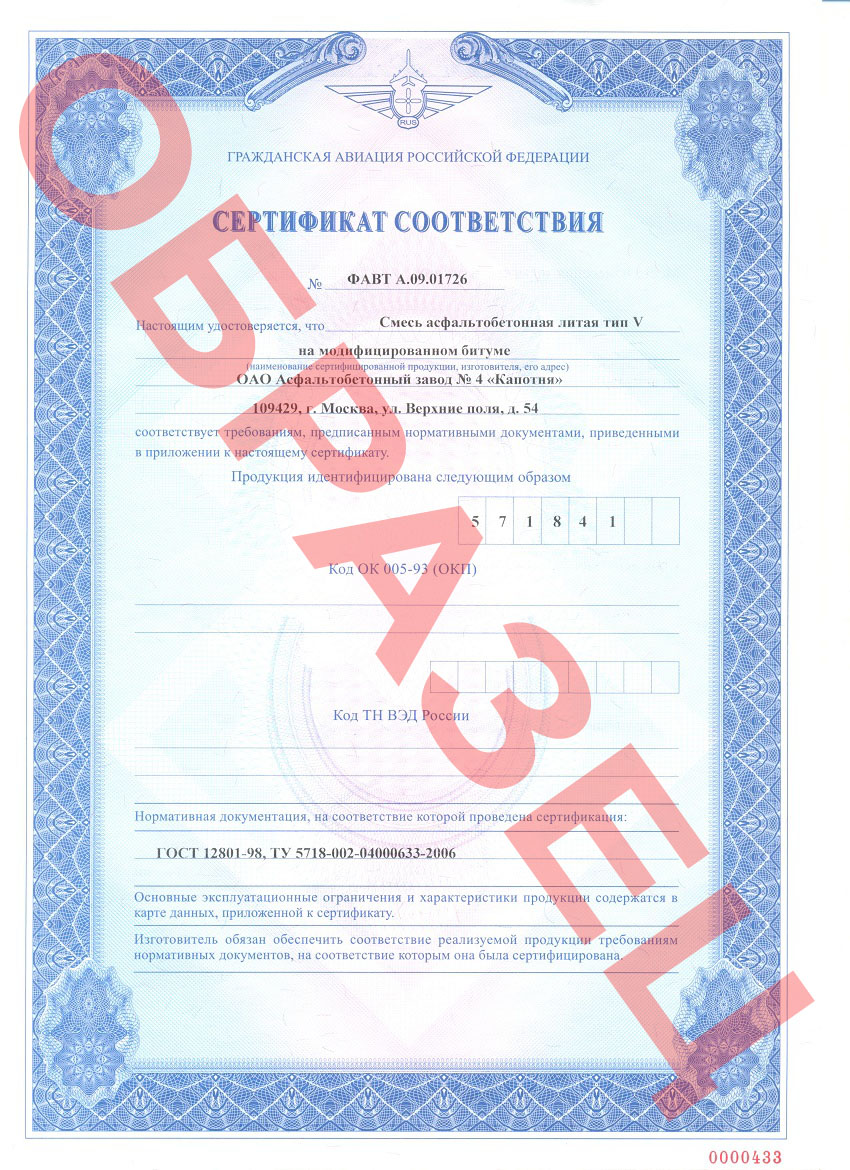 RUS
ГРАЖДАНСКАЯ АВИАЦИЯ РОССИЙСКОЙ ФЕДЕРАЦИИ
СЕРТИФИКАТ СООТВЕТСТВИЯ
№ ФАВТ А.09.01726
Настоящим удостоверяется, что Смесь асфальтобетонная литая тип V
на модифицированном битуме
(наименование сертифицированной продукции, изготовителя, его адрес)
ОАО Асфальтобетонный завод № 4 «Капотня»
109429, г. Москва, ул. Верхние поля, д. 54
соответствует требованиям, предписанным нормативными документами, приведенными
в приложении к настоящему сертификату.
Продукция идентифицирована следующим образом
5 7 1 8 4 1
Код ОК 005-93 (ОКП)
Код ТН ВЭД России
Нормативная документация, на соответствие которой проведена сертификация:
ГОСТ 12801-98, ТУ 5718-002-04000633-2006
Основные эксплуатационные ограничения и характеристики продукции содержатся в
карте данных, приложенной к сертификату.
Изготовитель обязан обеспечить соответствие реализуемой продукции требованиям
нормативных документов, на соответствие которым она была сертифицирована.
ОБРАЗЕЦ
0000433